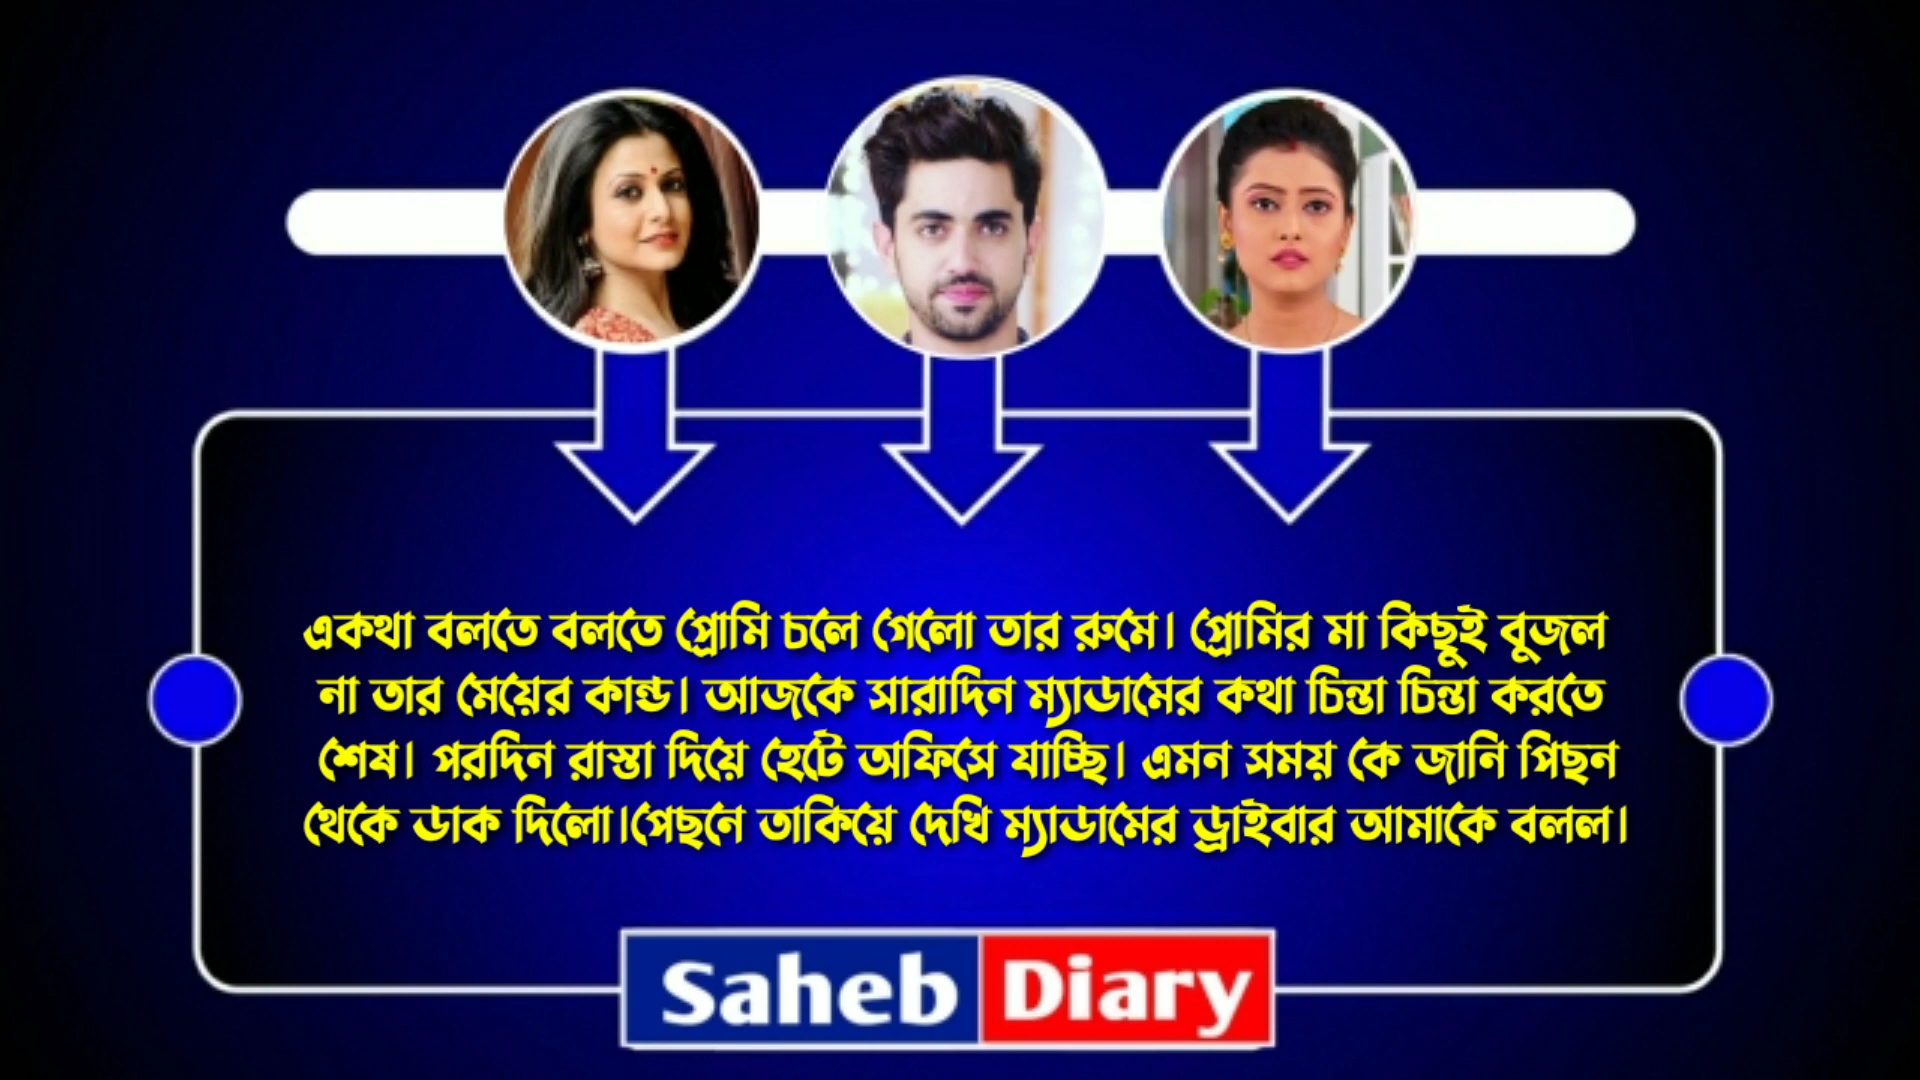 একথা বলতে বলতে প্রোমি চলে গেলো তার রুমে। প্রোমির মা কিছুই বুজল
না তার মেয়ের কান্ড। আজকে সারাদিন ম্যাডামের কথা চিন্তা চিন্তা করতে
শেষ। পরদিন রাস্তা দিয়ে হেটে অফিসে যাচ্ছি। এমন সময় কে জানি পিছন
থেকে ডাক দিলো।পেছনে তাকিয়ে দেখি ম্যাডামের ড্রাইবার আমাকে বলল।
Saheb Diary